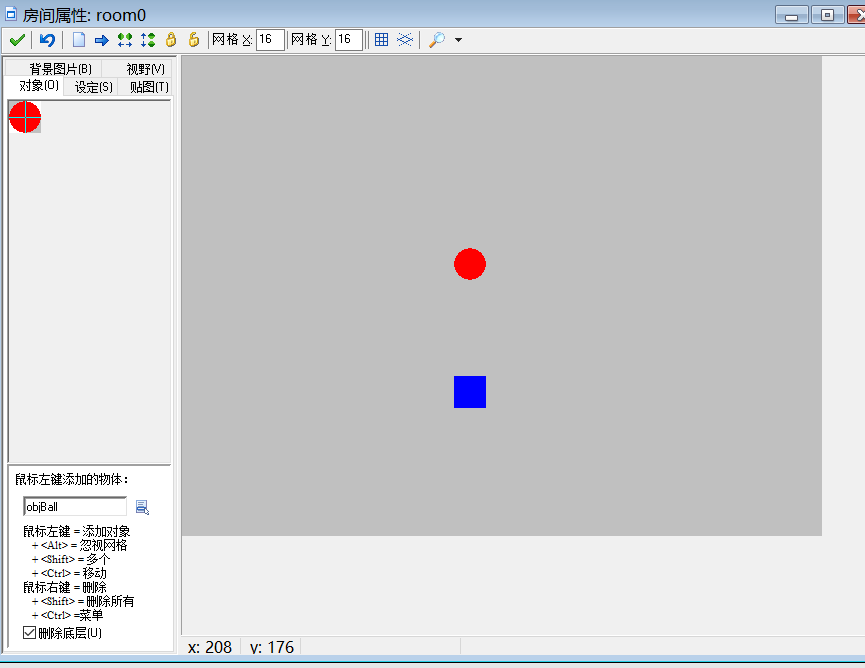 房间属性: room0
网格 X: 16 网格 Y: 16
背景图片(B) 视野(V)
对象(O) 设定(S) 贴图(T)
鼠标左键添加的物体:
objBall
鼠标左键 = 添加对象
+ <Alt> = 忽视网格
+ <Shift> = 多个
+ <Ctrl> = 移动
鼠标右键 = 删除
+ <Shift> = 删除所有
+ <Ctrl> =菜单
删除底层(U)
x: 208 y: 176